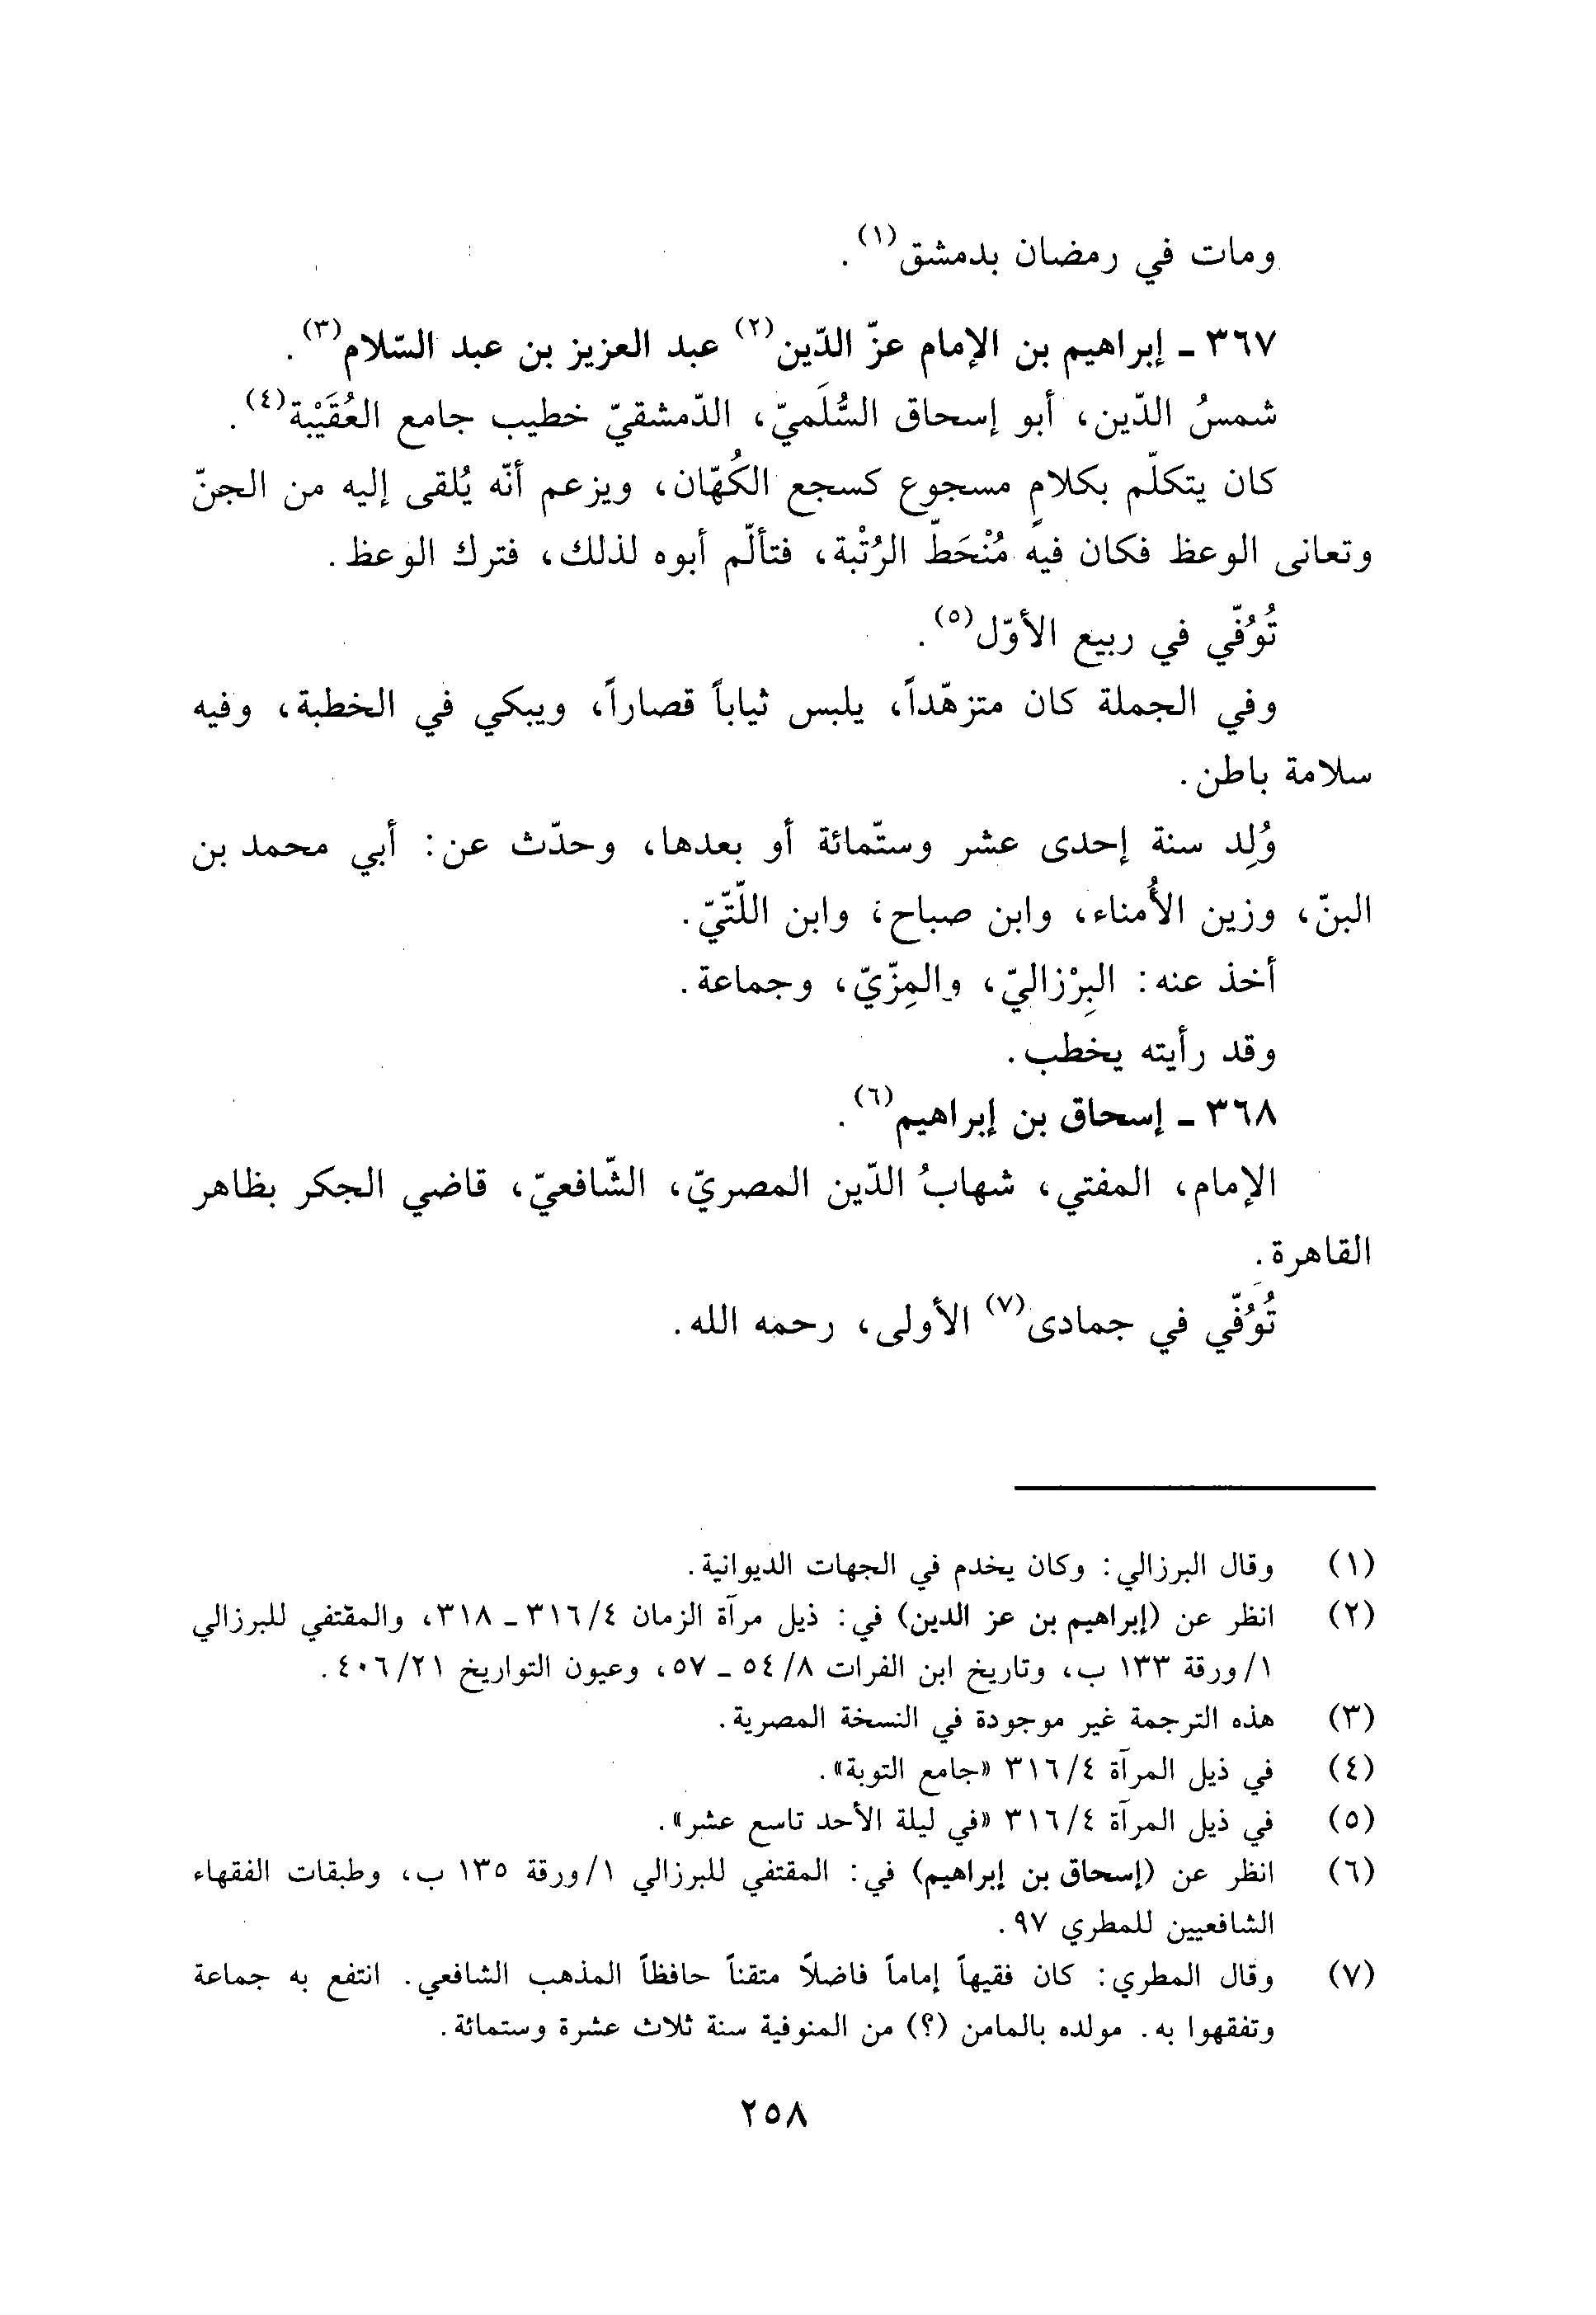 ومات في رمضان بدمشق(١).
٣٦٧ ـ إبراهيم بن الإمام عزّ الدّين(٢) عبد العزيز بن عبد السّلام(٣).
شمسُ الدّين، أبو إسحاق السُّلَميّ، الدّمشقيّ خطيب جامع العُقَيْبة(٤).
كان يتكلّم بكلامٍ مسجوع كسجع الكُهّان، ويزعم أنّه يُلقى إليه من الجنّ
وتعانى الوعظ فكان فيه مُنْحَطّ الرُتْبة، فتألّم أبوه لذلك، فترك الوعظ.
تُوُفّي في ربيع الأوّل(٥).
وفي الجملة كان متزهّداً، يلبس ثياباً قصاراً، ويبكي في الخطبة، وفيه
سلامة باطن.
وُلِد سنة إحدى عشر وستّمائة أو بعدها، وحدّث عن: أبي محمد بن
البنّ، وزين الأُمناء، وابن صباح، وابن اللّتّيّ.
أخذ عنه: البِرْزاليّ، والمِزّيّ، وجماعة.
وقد رأيته يخطب.
٣٦٨ ـ إسحاق بن إبراهيم(٦).
الإمام، المفتي، شهابُ الدّين المصريّ، الشّافعيّ، قاضي الجكر بظاهر
القاهرة.
تُوُفّي في جمادى(٧) الأولى، رحمه الله.
(١) وقال البرزالي: وكان يخدم في الجهات الديوانية.
(٢) انظر عن (إبراهيم بن عز الدين) في: ذيل مرآة الزمان ٤/٣١٦ ـ ٣١٨، والمقتفي للبرزالي
١/ورقة ١٣٣ ب، وتاريخ ابن الفرات ٨/٥٤ ـ ٥٧، وعيون التواريخ ٢١/٤٠٦.
(٣) هذه الترجمة غير موجودة في النسخة المصرية.
(٤) في ذيل المرآة ٤/٣١٦ «جامع التوبة».
(٥) في ذيل المرآة ٤/٣١٦ «في ليلة الأحد تاسع عشر».
(٦) انظر عن (إسحاق بن إبراهيم) في: المقتفي للبرزالي ١/ورقة ١٣٥ ب، وطبقات الفقهاء
الشافعيين للمطري ٩٧.
(٧) وقال المطري: كان فقيهاً إماماً فاضلاً متقناً حافظاً المذهب الشافعي. انتفع به جماعة
وتفقهوا به. مولده بالمامن (؟) من المنوفية سنة ثلاث عشرة وستمائة.
٢٥٨